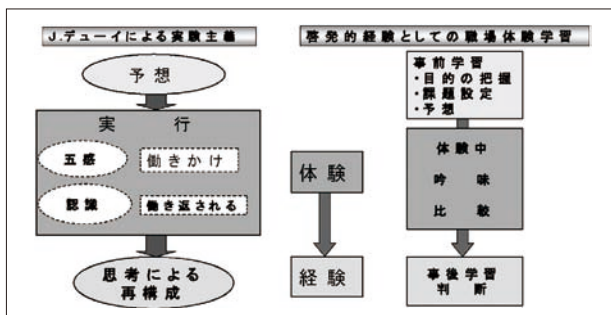 J.デューイによる実験主義
予想
実行
五感
働きかけ
認識
働き返される
思考による
再構成
体験
経験
啓発的経験としての職場体験学習
事前学習
・目的の把握
・課題設定
・予想
体験中
吟味
比較
事後学習
判断